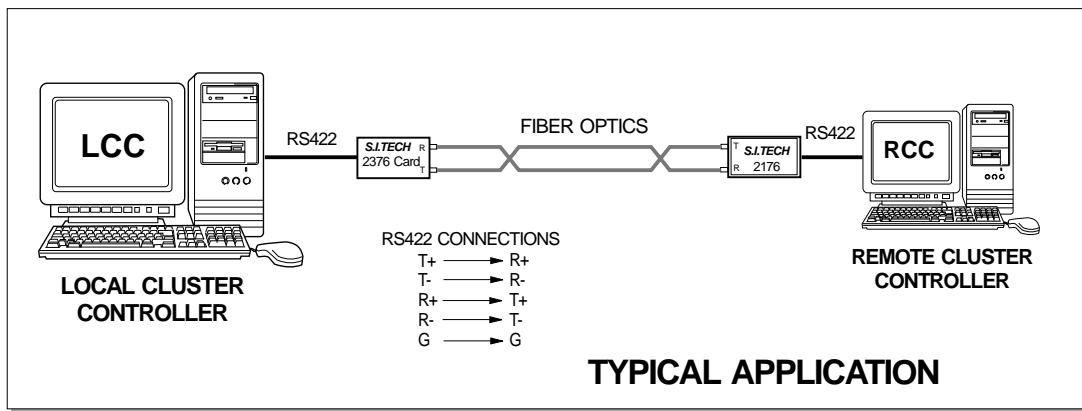 LCC
RS422
S.I.TECH R
2376 Card T
FIBER OPTICS
T S.I.TECH
R 2176
RS422
RCC
LOCAL CLUSTER
CONTROLLER
RS422 CONNECTIONS
T+ R+
T- R-
R+ T+
R- T-
G G
REMOTE CLUSTER
CONTROLLER
TYPICAL APPLICATION